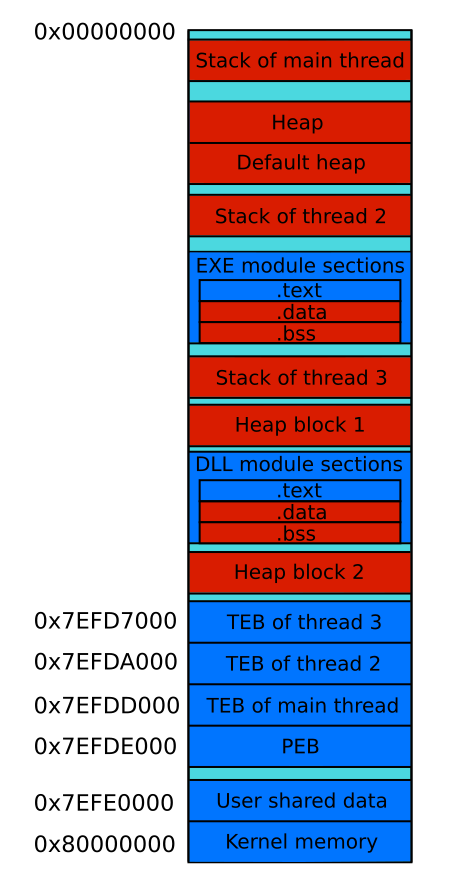 0x00000000
Stack of main thread
Heap
Default heap
Stack of thread 2
EXE module sections
.text
.data
.bss
Stack of thread 3
Heap block 1
DLL module sections
.text
.data
.bss
Heap block 2
0x7EFD7000 TEB of thread 3
0x7EFDA000 TEB of thread 2
0x7EFDD000 TEB of main thread
0x7EFDE000 PEB
0x7EFE0000 User shared data
0x80000000 Kernel memory